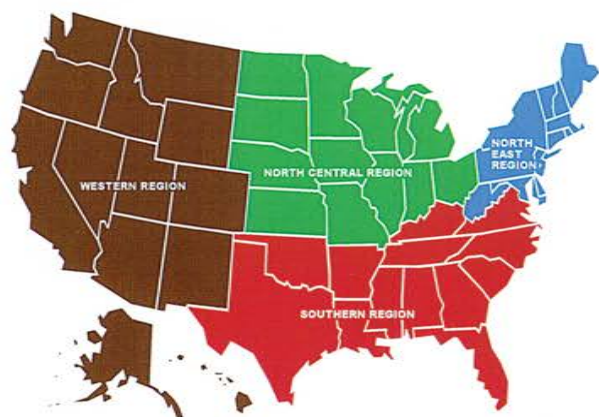 NORTH
EAST
REGION
NORTH CENTRAL REGION
WESTERN REGION
SOUTHERN REGION